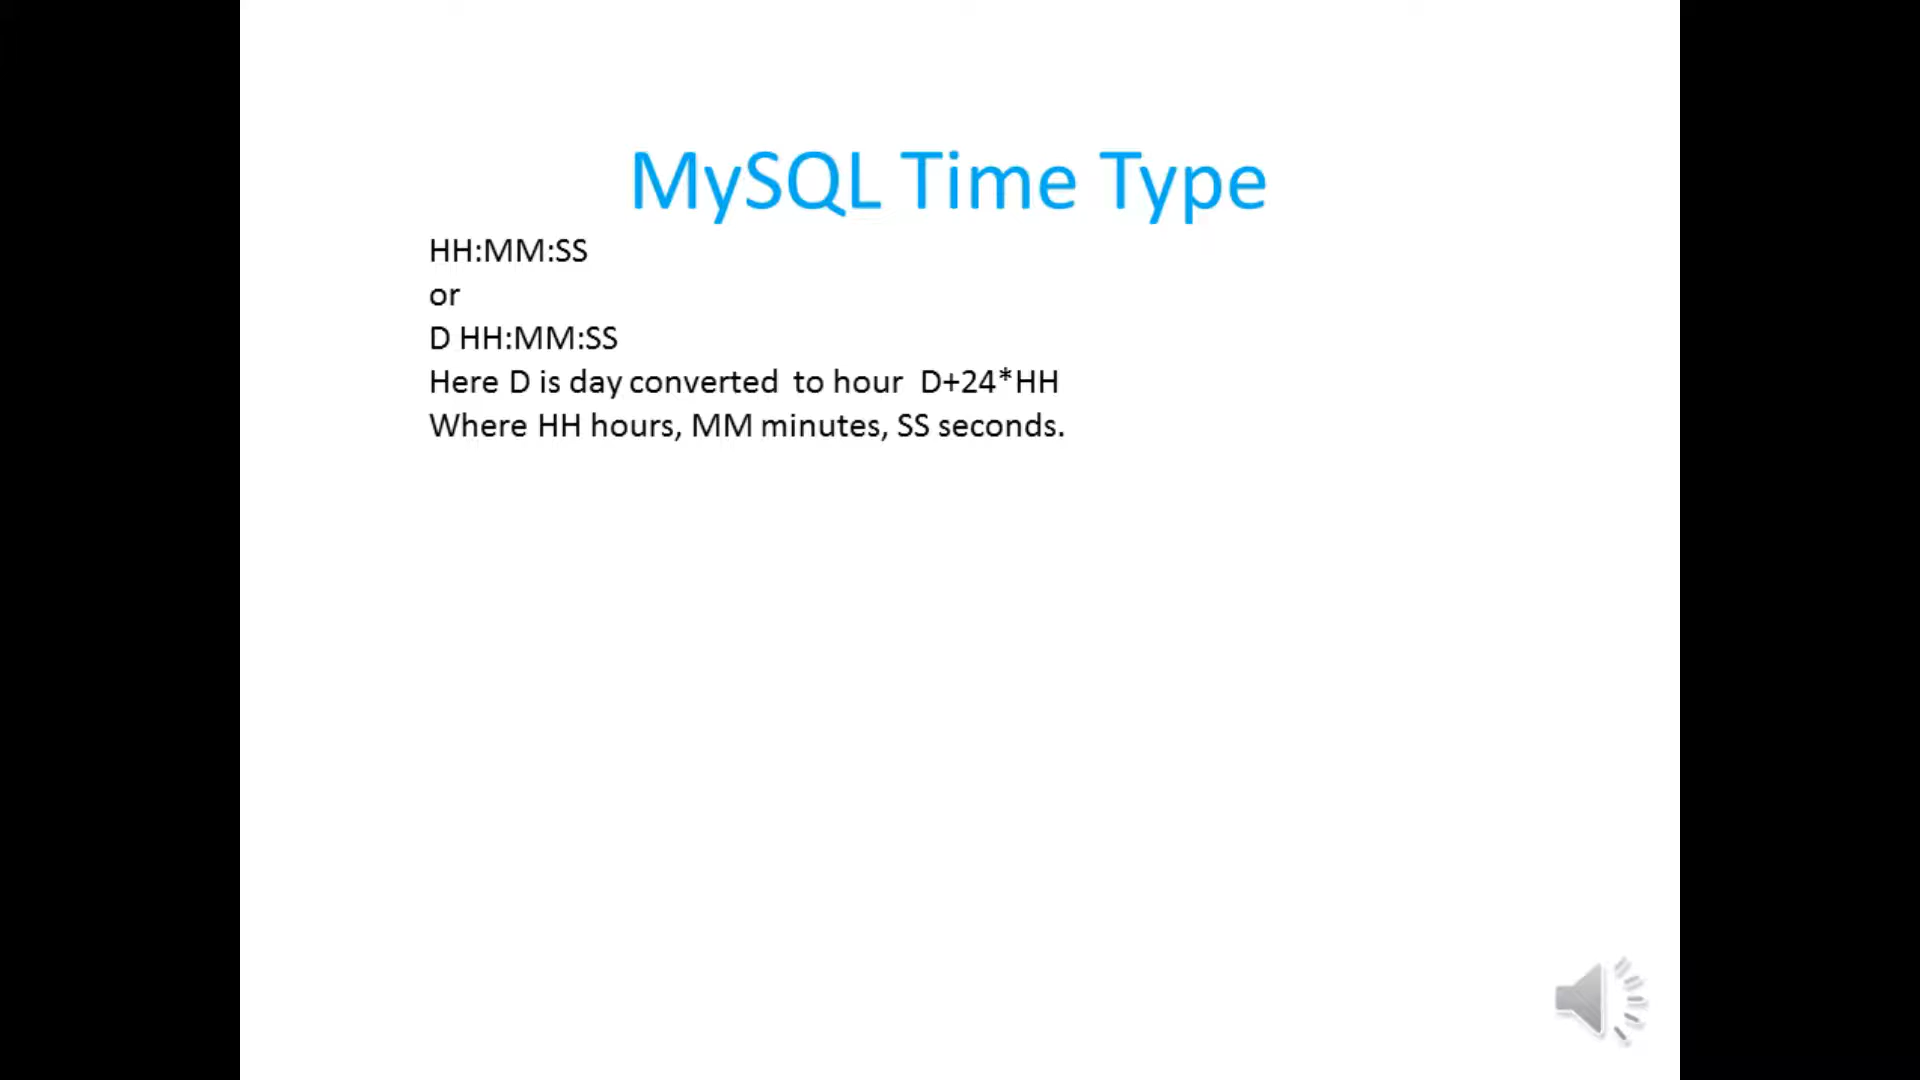 MySQL Time Type
HH:MM:SS
or
D HH:MM:SS
Here D is day converted to hour D+24*HH
Where HH hours, MM minutes, SS seconds.